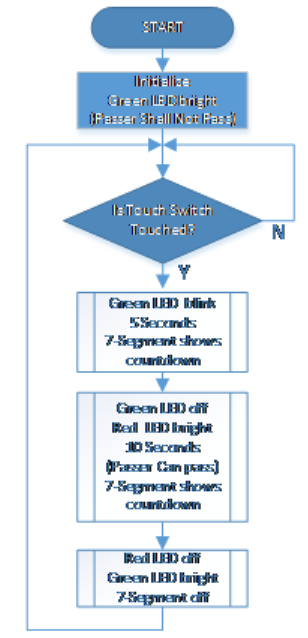 START
Initialise
Green LED bright
(Passer Shall Not Pass)
Is Touch Switch
Touched?
N
Y
Green LED blink
5 Seconds
7-Segment shows
countdown
Green LED off
Red LED bright
10 Seconds
(Passer Can pass)
7-Segment shows
countdown
Red LED off
Green LED bright
7-Segment off